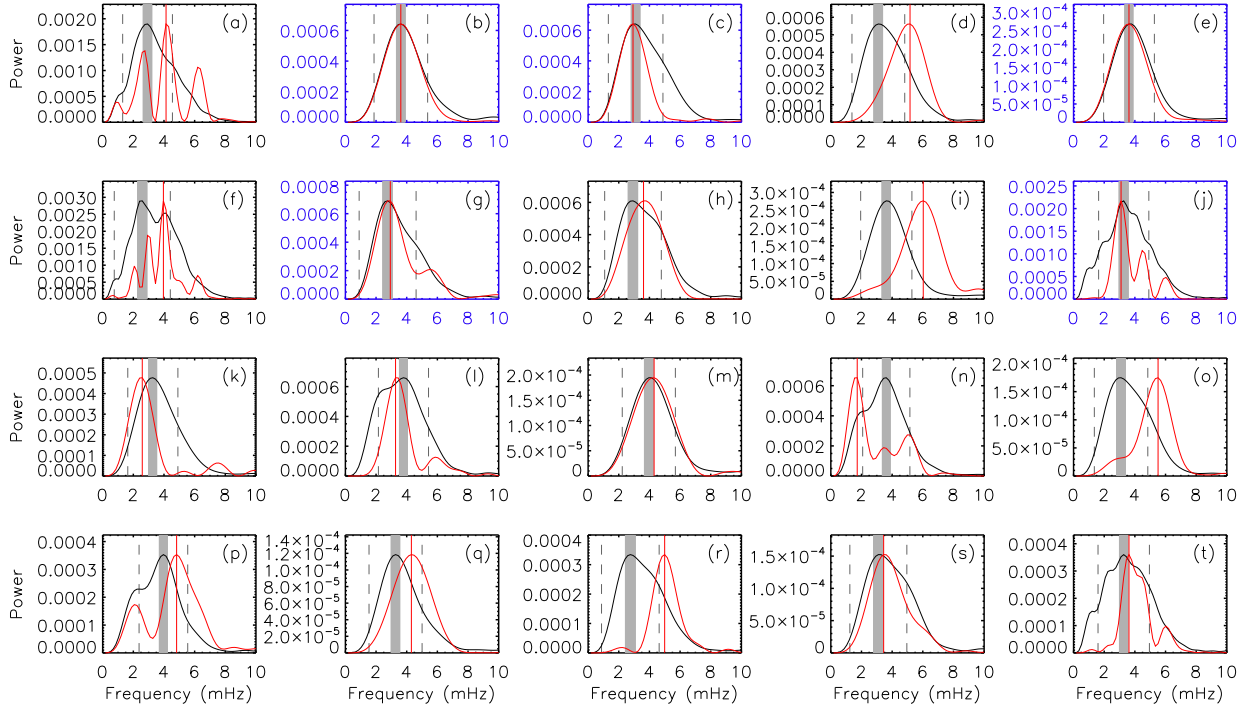 Power
0.0020
0.0015
0.0010
0.0005
0.0000
(a)
0 2 4 6 8 10
0.0006
0.0004
0.0002
0.0000
(b)
0 2 4 6 8 10
0.0006
0.0004
0.0002
0.0000
(c)
0 2 4 6 8 10
0.0006
0.0005
0.0004
0.0003
0.0002
0.0001
0.0000
(d)
0 2 4 6 8 10
3.0×10⁻⁴
2.5×10⁻⁴
2.0×10⁻⁴
1.5×10⁻⁴
1.0×10⁻⁴
5.0×10⁻⁵
0
(e)
0 2 4 6 8 10
Power
0.0030
0.0025
0.0020
0.0015
0.0010
0.0005
0.0000
(f)
0 2 4 6 8 10
0.0008
0.0006
0.0004
0.0002
0.0000
(g)
0 2 4 6 8 10
0.0006
0.0004
0.0002
0.0000
(h)
0 2 4 6 8 10
3.0×10⁻⁴
2.5×10⁻⁴
2.0×10⁻⁴
1.5×10⁻⁴
1.0×10⁻⁴
5.0×10⁻⁵
0
(i)
0 2 4 6 8 10
0.0025
0.0020
0.0015
0.0010
0.0005
0.0000
(j)
0 2 4 6 8 10
Power
0.0005
0.0004
0.0003
0.0002
0.0001
0.0000
(k)
0 2 4 6 8 10
0.0006
0.0004
0.0002
0.0000
(l)
0 2 4 6 8 10
2.0×10⁻⁴
1.5×10⁻⁴
1.0×10⁻⁴
5.0×10⁻⁵
0
(m)
0 2 4 6 8 10
0.0006
0.0004
0.0002
0.0000
(n)
0 2 4 6 8 10
2.0×10⁻⁴
1.5×10⁻⁴
1.0×10⁻⁴
5.0×10⁻⁵
0
(o)
0 2 4 6 8 10
Power
0.0004
0.0003
0.0002
0.0001
0.0000
(p)
0 2 4 6 8 10
Frequency (mHz)
1.4×10⁻⁴
1.2×10⁻⁴
1.0×10⁻⁴
8.0×10⁻⁵
6.0×10⁻⁵
4.0×10⁻⁵
2.0×10⁻⁵
0
(q)
0 2 4 6 8 10
Frequency (mHz)
0.0004
0.0003
0.0002
0.0001
0.0000
(r)
0 2 4 6 8 10
Frequency (mHz)
1.5×10⁻⁴
1.0×10⁻⁴
5.0×10⁻⁵
0
(s)
0 2 4 6 8 10
Frequency (mHz)
0.0004
0.0003
0.0002
0.0001
0.0000
(t)
0 2 4 6 8 10
Frequency (mHz)